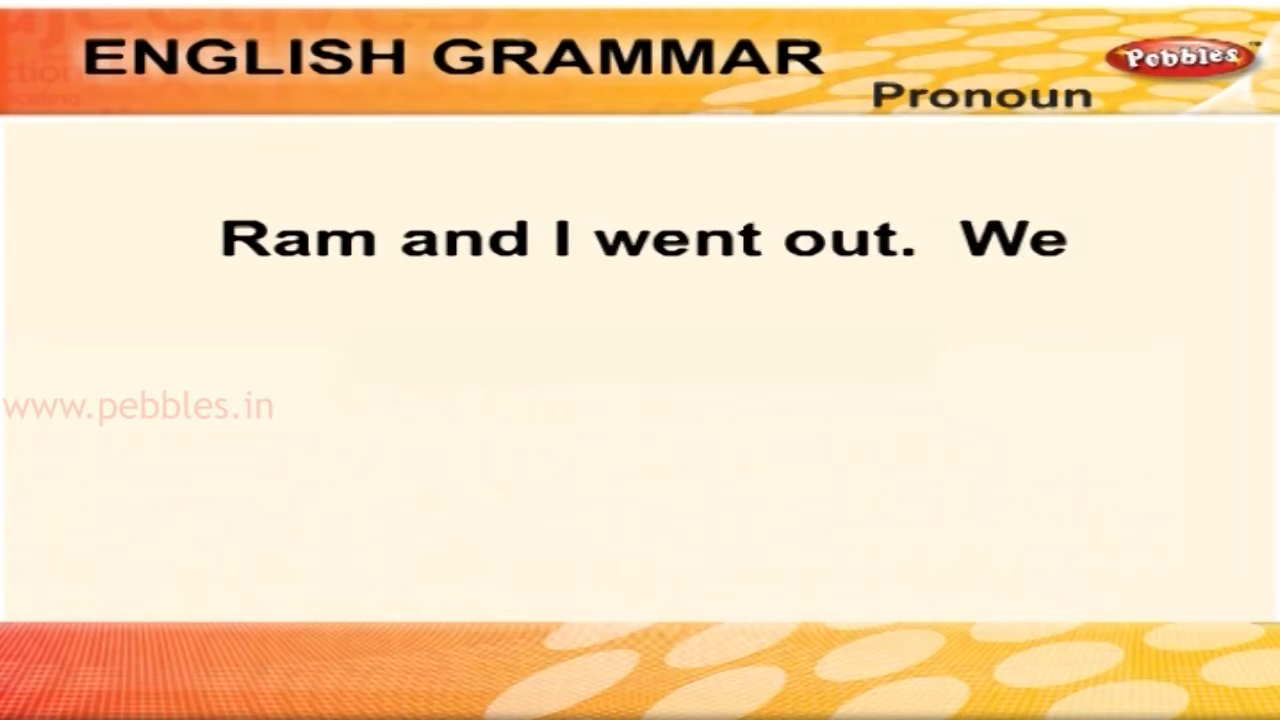 ENGLISH GRAMMAR
Pebbles
Pronoun
Ram and I went out. We
www.pebbles.in